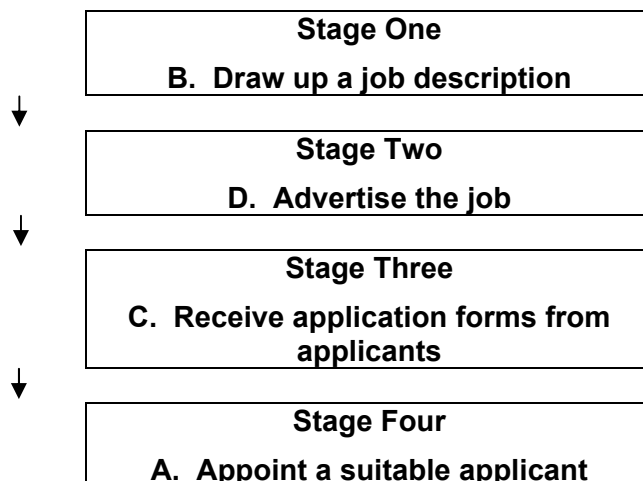 Stage One
B. Draw up a job description
Stage Two
D. Advertise the job
Stage Three
C. Receive application forms from
applicants
Stage Four
A. Appoint a suitable applicant